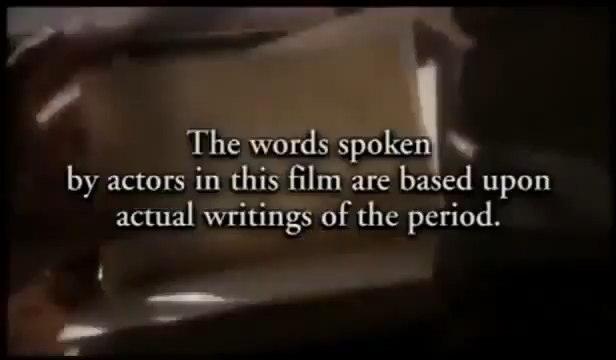 The words spoken
by actors in this film are based upon
actual writings of the period.